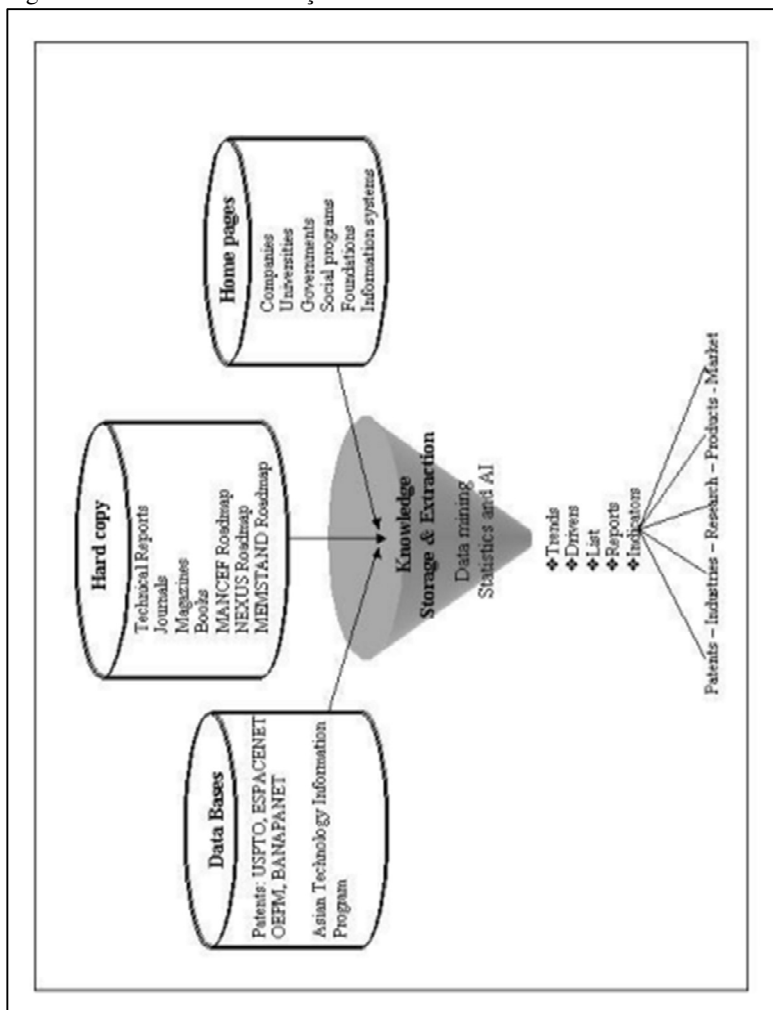 Data Bases
Patents: USPTO, ESPACENET
OEPM, BANAPANET
Asian Technology Information
Program
Hard copy
Technical Reports
Journals
Magazines
Books
MANCEF Roadmap
NEXUS Roadmap
MEMSTAND Roadmap
Home pages
Companies
Universities
Governments
Social programs
Foundations
Information systems
Knowledge
Storage & Extraction
Data mining
Statistics and AI
❖Trends
❖Drivers
❖List
❖Reports
❖Indicators
Patents – Industries – Research – Products - Market